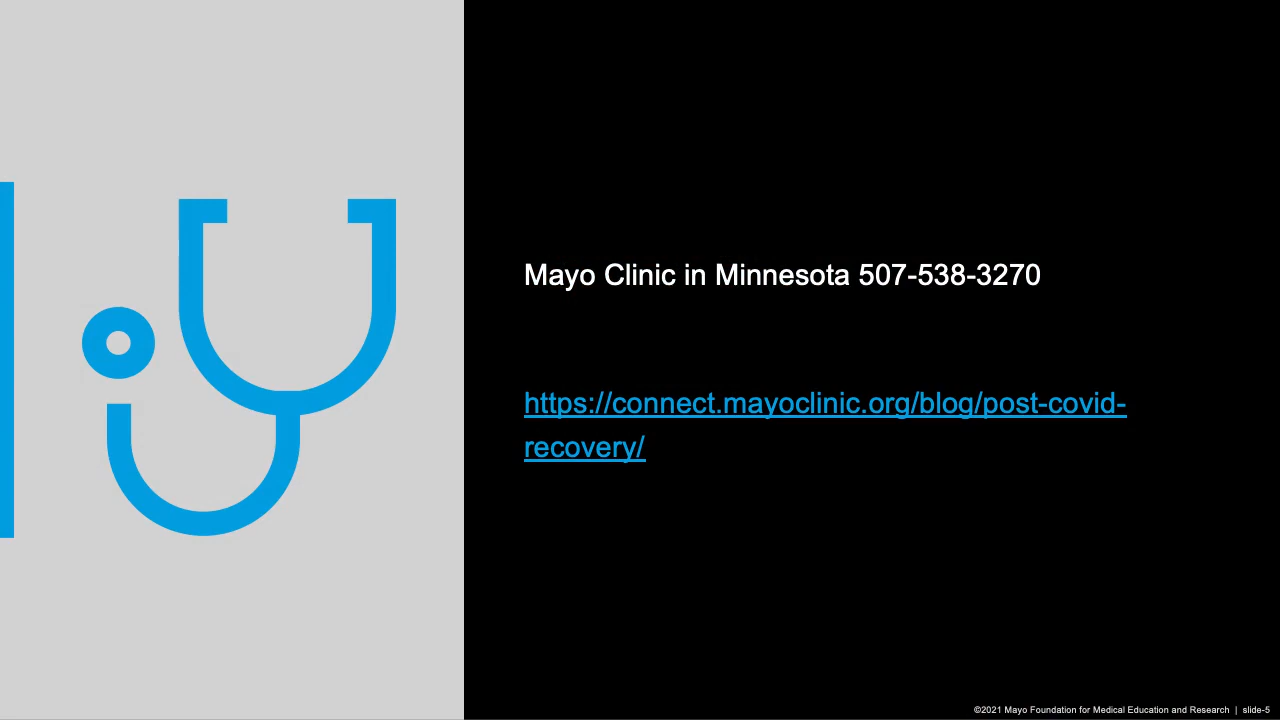 Mayo Clinic in Minnesota 507-538-3270
https://connect.mayoclinic.org/blog/post-covid-
recovery/
©2021 Mayo Foundation for Medical Education and Research | slide-5